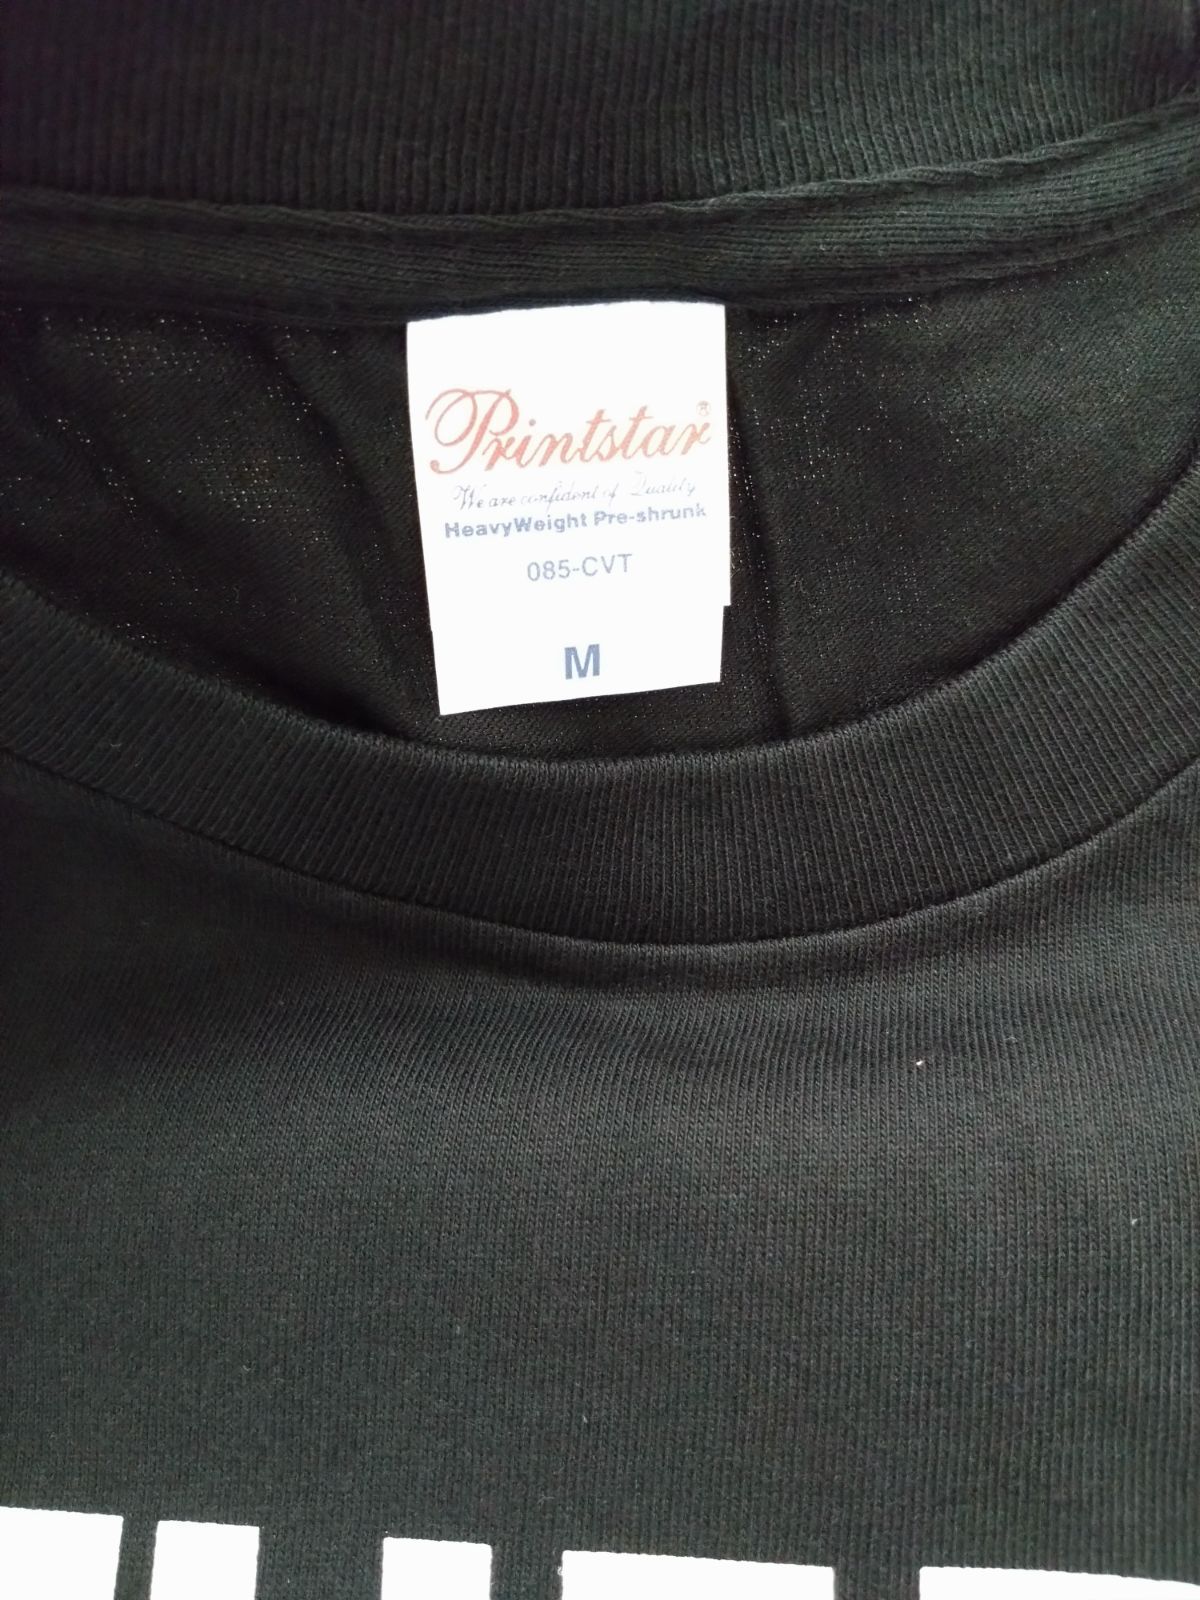 Printstar®
We are confident of Quality
HeavyWeight Pre-shrunk
085-CVT
M